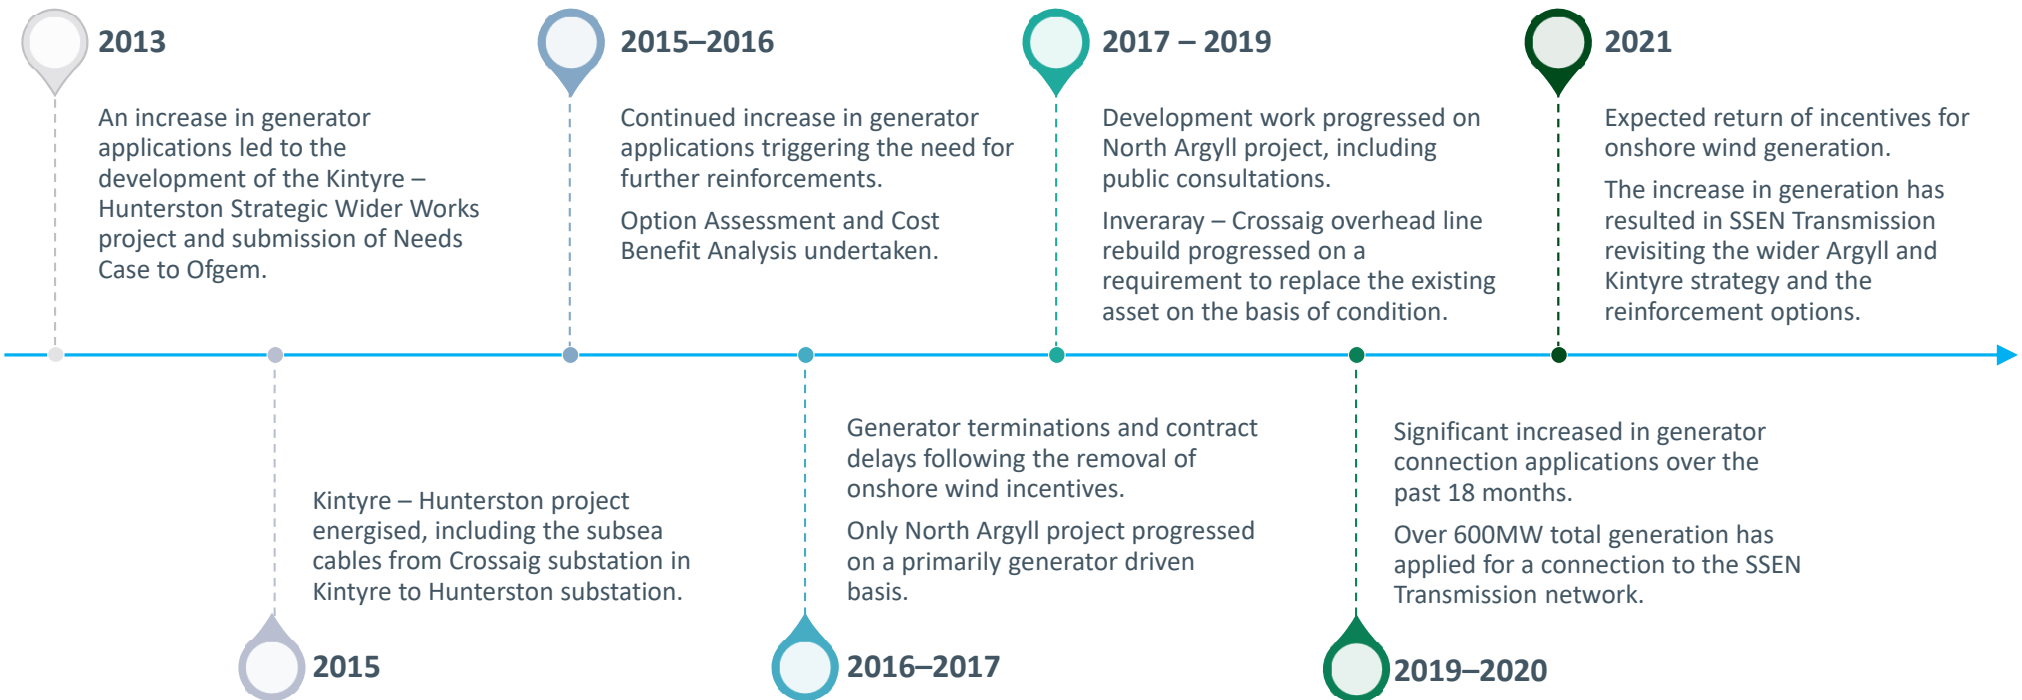 2013
An increase in generator
applications led to the
development of the Kintyre –
Hunterston Strategic Wider Works
project and submission of Needs
Case to Ofgem.
2015–2016
Continued increase in generator
applications triggering the need for
further reinforcements.
Option Assessment and Cost
Benefit Analysis undertaken.
2017 – 2019
Development work progressed on
North Argyll project, including
public consultations.
Inveraray – Crossaig overhead line
rebuild progressed on a
requirement to replace the existing
asset on the basis of condition.
2021
Expected return of incentives for
onshore wind generation.
The increase in generation has
resulted in SSEN Transmission
revisiting the wider Argyll and
Kintyre strategy and the
reinforcement options.
Kintyre – Hunterston project
energised, including the subsea
cables from Crossaig substation in
Kintyre to Hunterston substation.
2015
Generator terminations and contract
delays following the removal of
onshore wind incentives.
Only North Argyll project progressed
on a primarily generator driven
basis.
2016–2017
Significant increased in generator
connection applications over the
past 18 months.
Over 600MW total generation has
applied for a connection to the SSEN
Transmission network.
2019–2020